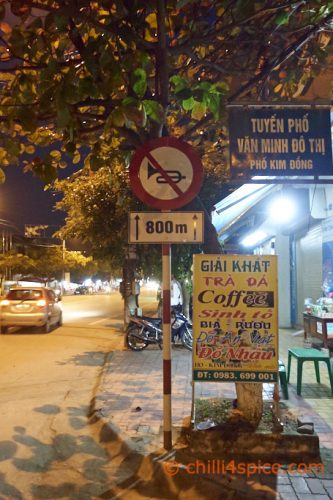 TUYẾN PHỐ
VĂN MINH ĐÔ THỊ
PHỐ KIM ĐỒNG
800m
GIẢI KHÁT
TRÀ ĐÁ
Coffee
Sinh tố
BIA - RƯỢU
Đồ Nhậu
ĐT: 0983. 699 001
© chilli4spice.com